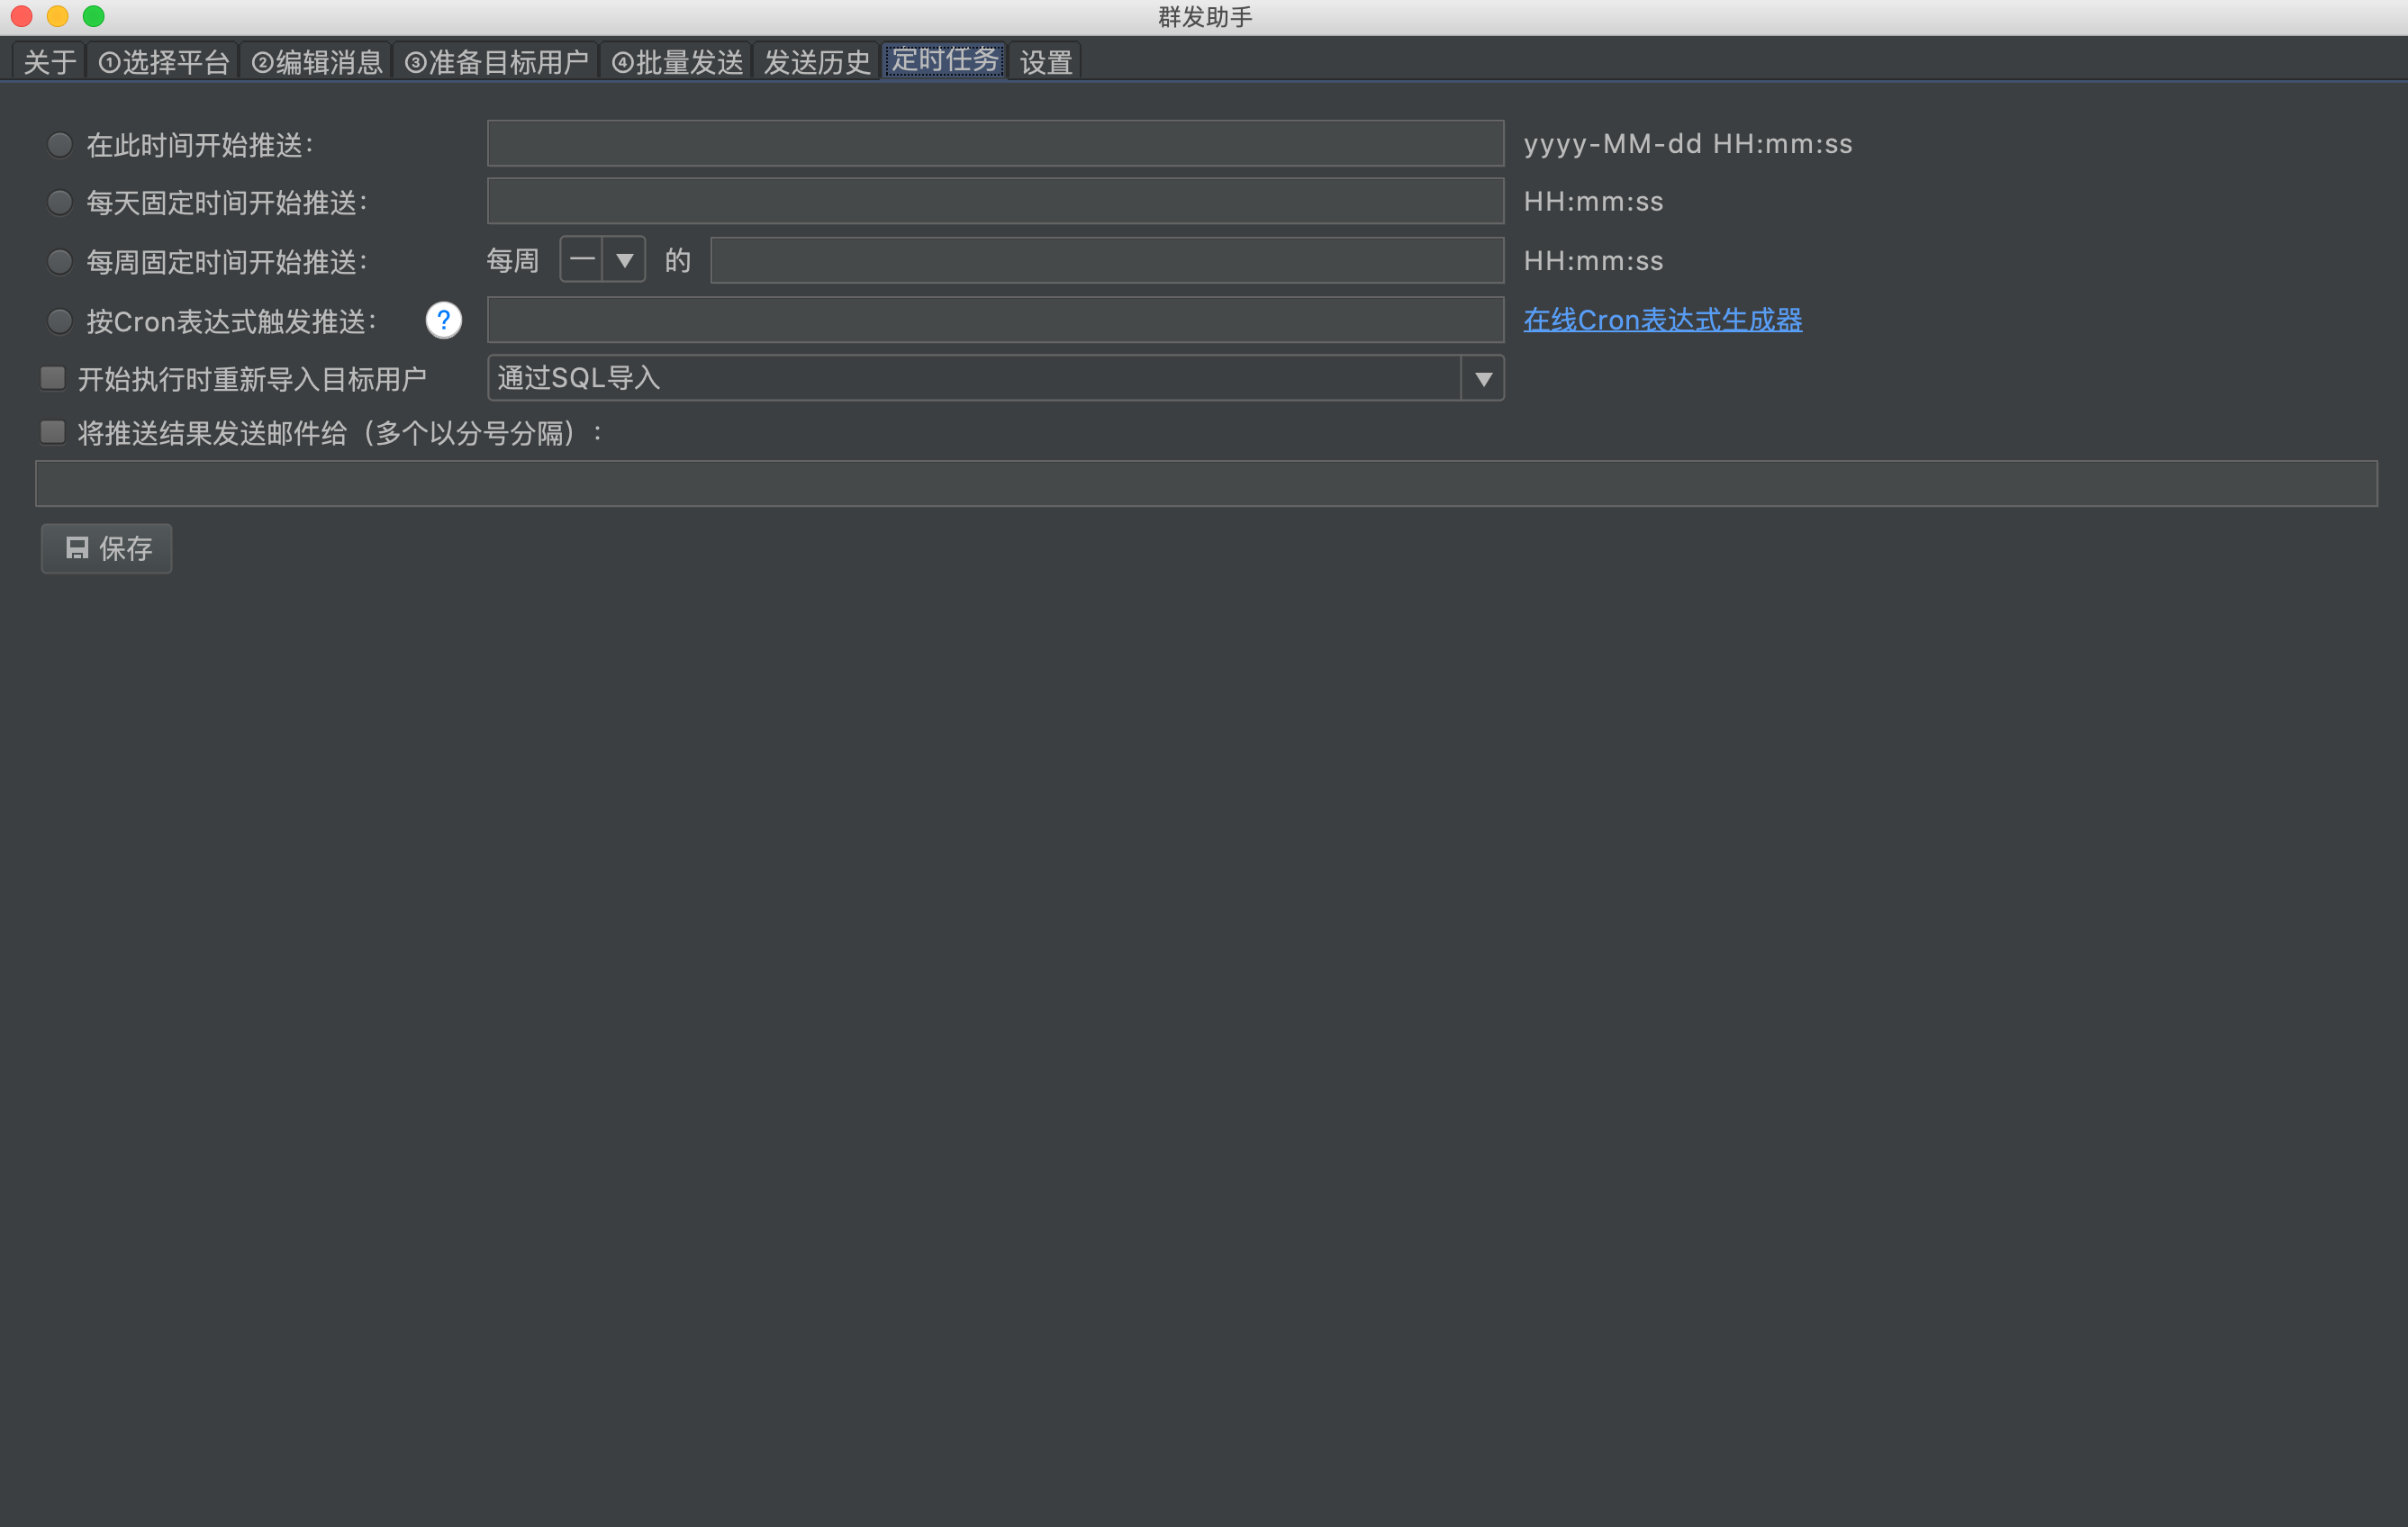 群发助手
关于 ①选择平台 ②编辑消息 ③准备目标用户 ④批量发送 发送历史 定时任务 设置
在此时间开始推送: yyyy-MM-dd HH:mm:ss
每天固定时间开始推送: HH:mm:ss
每周固定时间开始推送: 每周 一 的 HH:mm:ss
按Cron表达式触发推送: ? 在线Cron表达式生成器
开始执行时重新导入目标用户 通过SQL导入
将推送结果发送邮件给（多个以分号分隔）:
保存